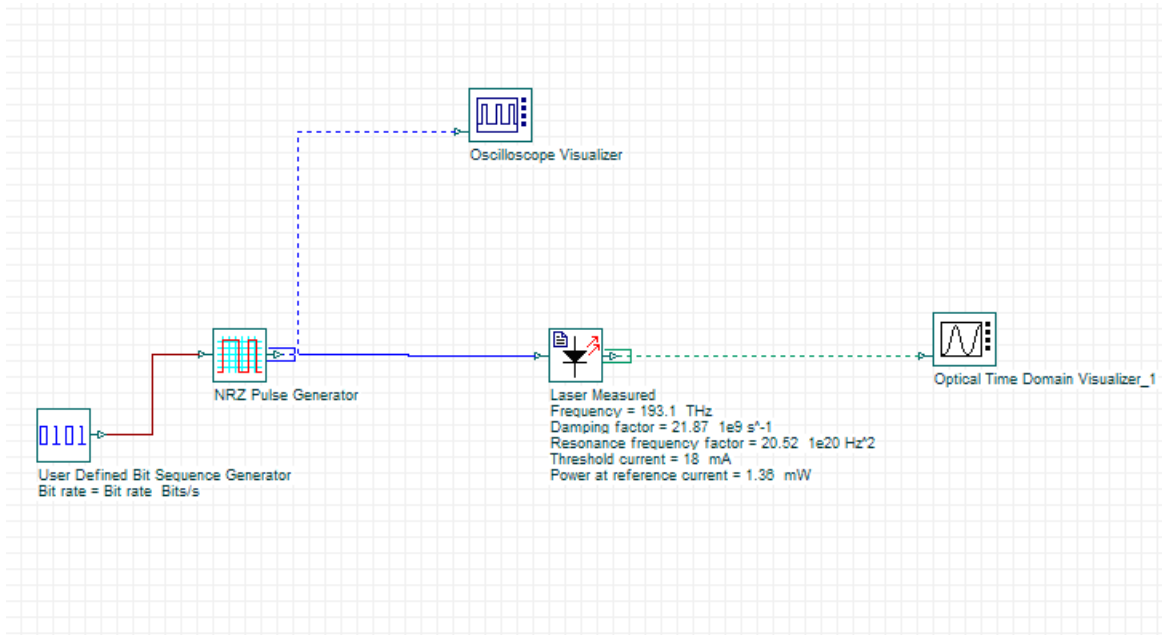 Oscilloscope Visualizer
NRZ Pulse Generator
Optical Time Domain Visualizer_1
Laser Measured
Frequency = 193.1 THz
Damping factor = 21.87 1e9 s^-1
Resonance frequency factor = 20.52 1e20 Hz^2
Threshold current = 18 mA
Power at reference current = 1.36 mW
0101
User Defined Bit Sequence Generator
Bit rate = Bit rate Bits/s